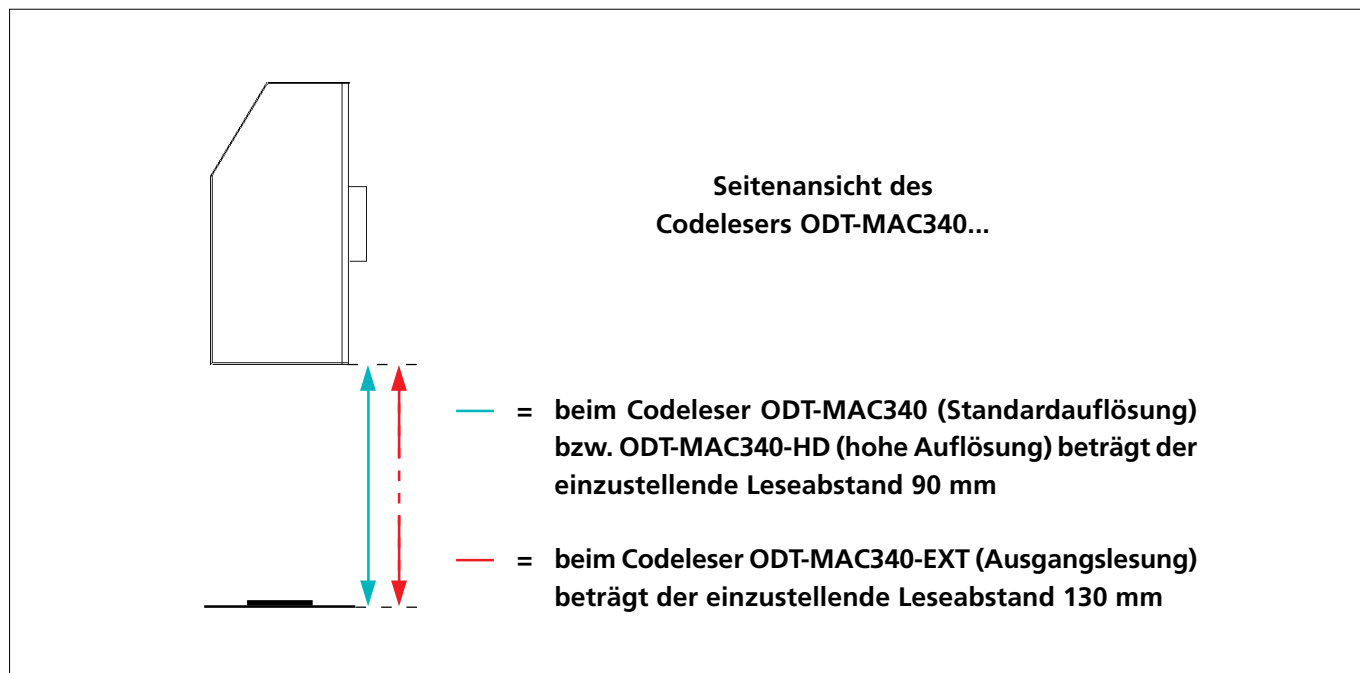 Seitenansicht des
Codelesers ODT-MAC340...
= beim Codeleser ODT-MAC340 (Standardauflösung)
bzw. ODT-MAC340-HD (hohe Auflösung) beträgt der
einzustellende Leseabstand 90 mm
= beim Codeleser ODT-MAC340-EXT (Ausgangslesung)
beträgt der einzustellende Leseabstand 130 mm